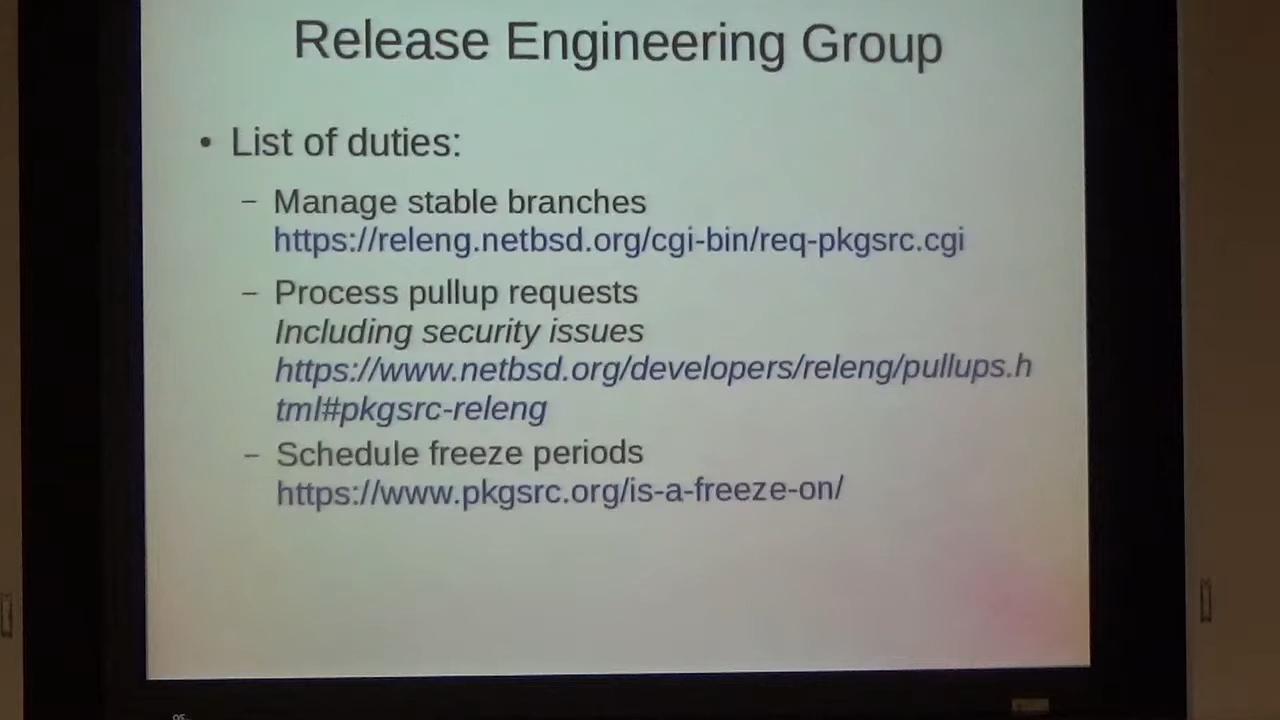 Release Engineering Group
• List of duties:
– Manage stable branches
https://releng.netbsd.org/cgi-bin/req-pkgsrc.cgi
– Process pullup requests
Including security issues
https://www.netbsd.org/developers/releng/pullups.h
tml#pkgsrc-releng
– Schedule freeze periods
https://www.pkgsrc.org/is-a-freeze-on/